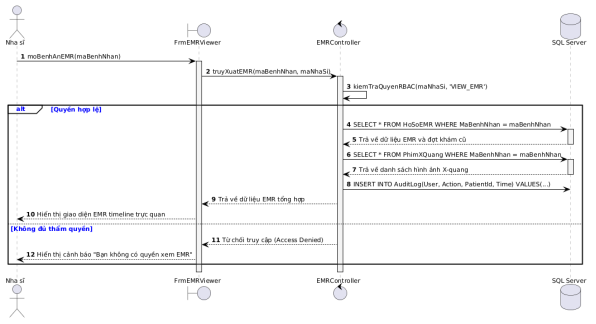 Nha sĩ
FrmEMRViewer
EMRController
SQL Server
1 moBenhAnEMR(maBenhNhan)
2 truyXuatEMR(maBenhNhan, maNhaSi)
3 kiemTraQuyenRBAC(maNhaSi, 'VIEW_EMR')
alt [Quyền hợp lệ]
4 SELECT * FROM HoSoEMR WHERE MaBenhNhan = maBenhNhan
5 Trả về dữ liệu EMR và đợt khám cũ
6 SELECT * FROM PhimXQuang WHERE MaBenhNhan = maBenhNhan
7 Trả về danh sách hình ảnh X-quang
8 INSERT INTO AuditLog(User, Action, PatientId, Time) VALUES(...)
9 Trả về dữ liệu EMR tổng hợp
10 Hiển thị giao diện EMR timeline trực quan
[Không đủ thẩm quyền]
11 Từ chối truy cập (Access Denied)
12 Hiển thị cảnh báo "Bạn không có quyền xem EMR"
Nha sĩ
FrmEMRViewer
EMRController
SQL Server